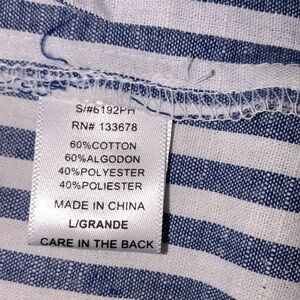 S/#6192PH
RN# 133678
60%COTTON
60%ALGODON
40%POLYESTER
40%POLIESTER
MADE IN CHINA
L/GRANDE
CARE IN THE BACK